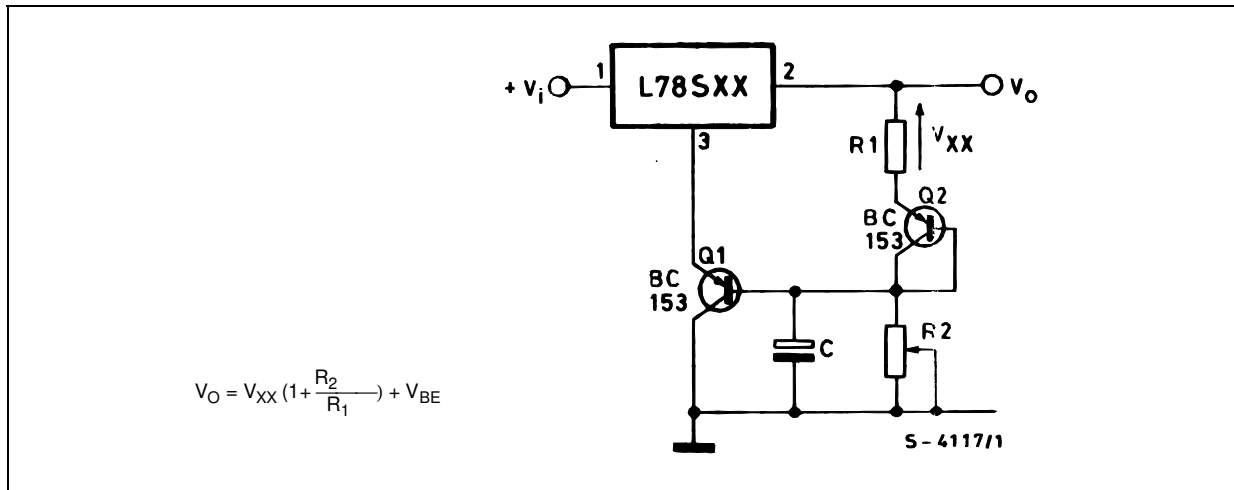 1
L78SXX
2
+ Vi
Vo
3
R1
VXX
Q2
BC
153
Q1
BC
153
C
R2
VO = VXX (1+ R2
R1 ) + VBE
S-4117/1